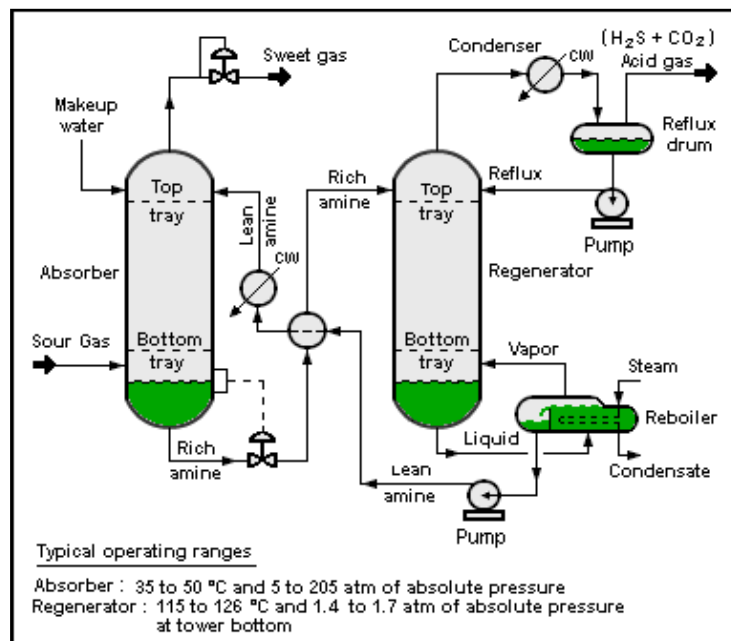 Sweet gas
Makeup
water
Top
tray
Absorber
Sour Gas
Bottom
tray
Rich
amine
Lean
amine
CW
Rich
amine
Condenser
CW
(H₂S + CO₂)
Acid gas
Reflux
drum
Reflux
Pump
Top
tray
Regenerator
Bottom
tray
Vapor
Steam
Reboiler
Liquid
Condensate
Lean
amine
Pump
Typical operating ranges
Absorber : 35 to 50 °C and 5 to 205 atm of absolute pressure
Regenerator : 115 to 126 °C and 1.4 to 1.7 atm of absolute pressure
at tower bottom